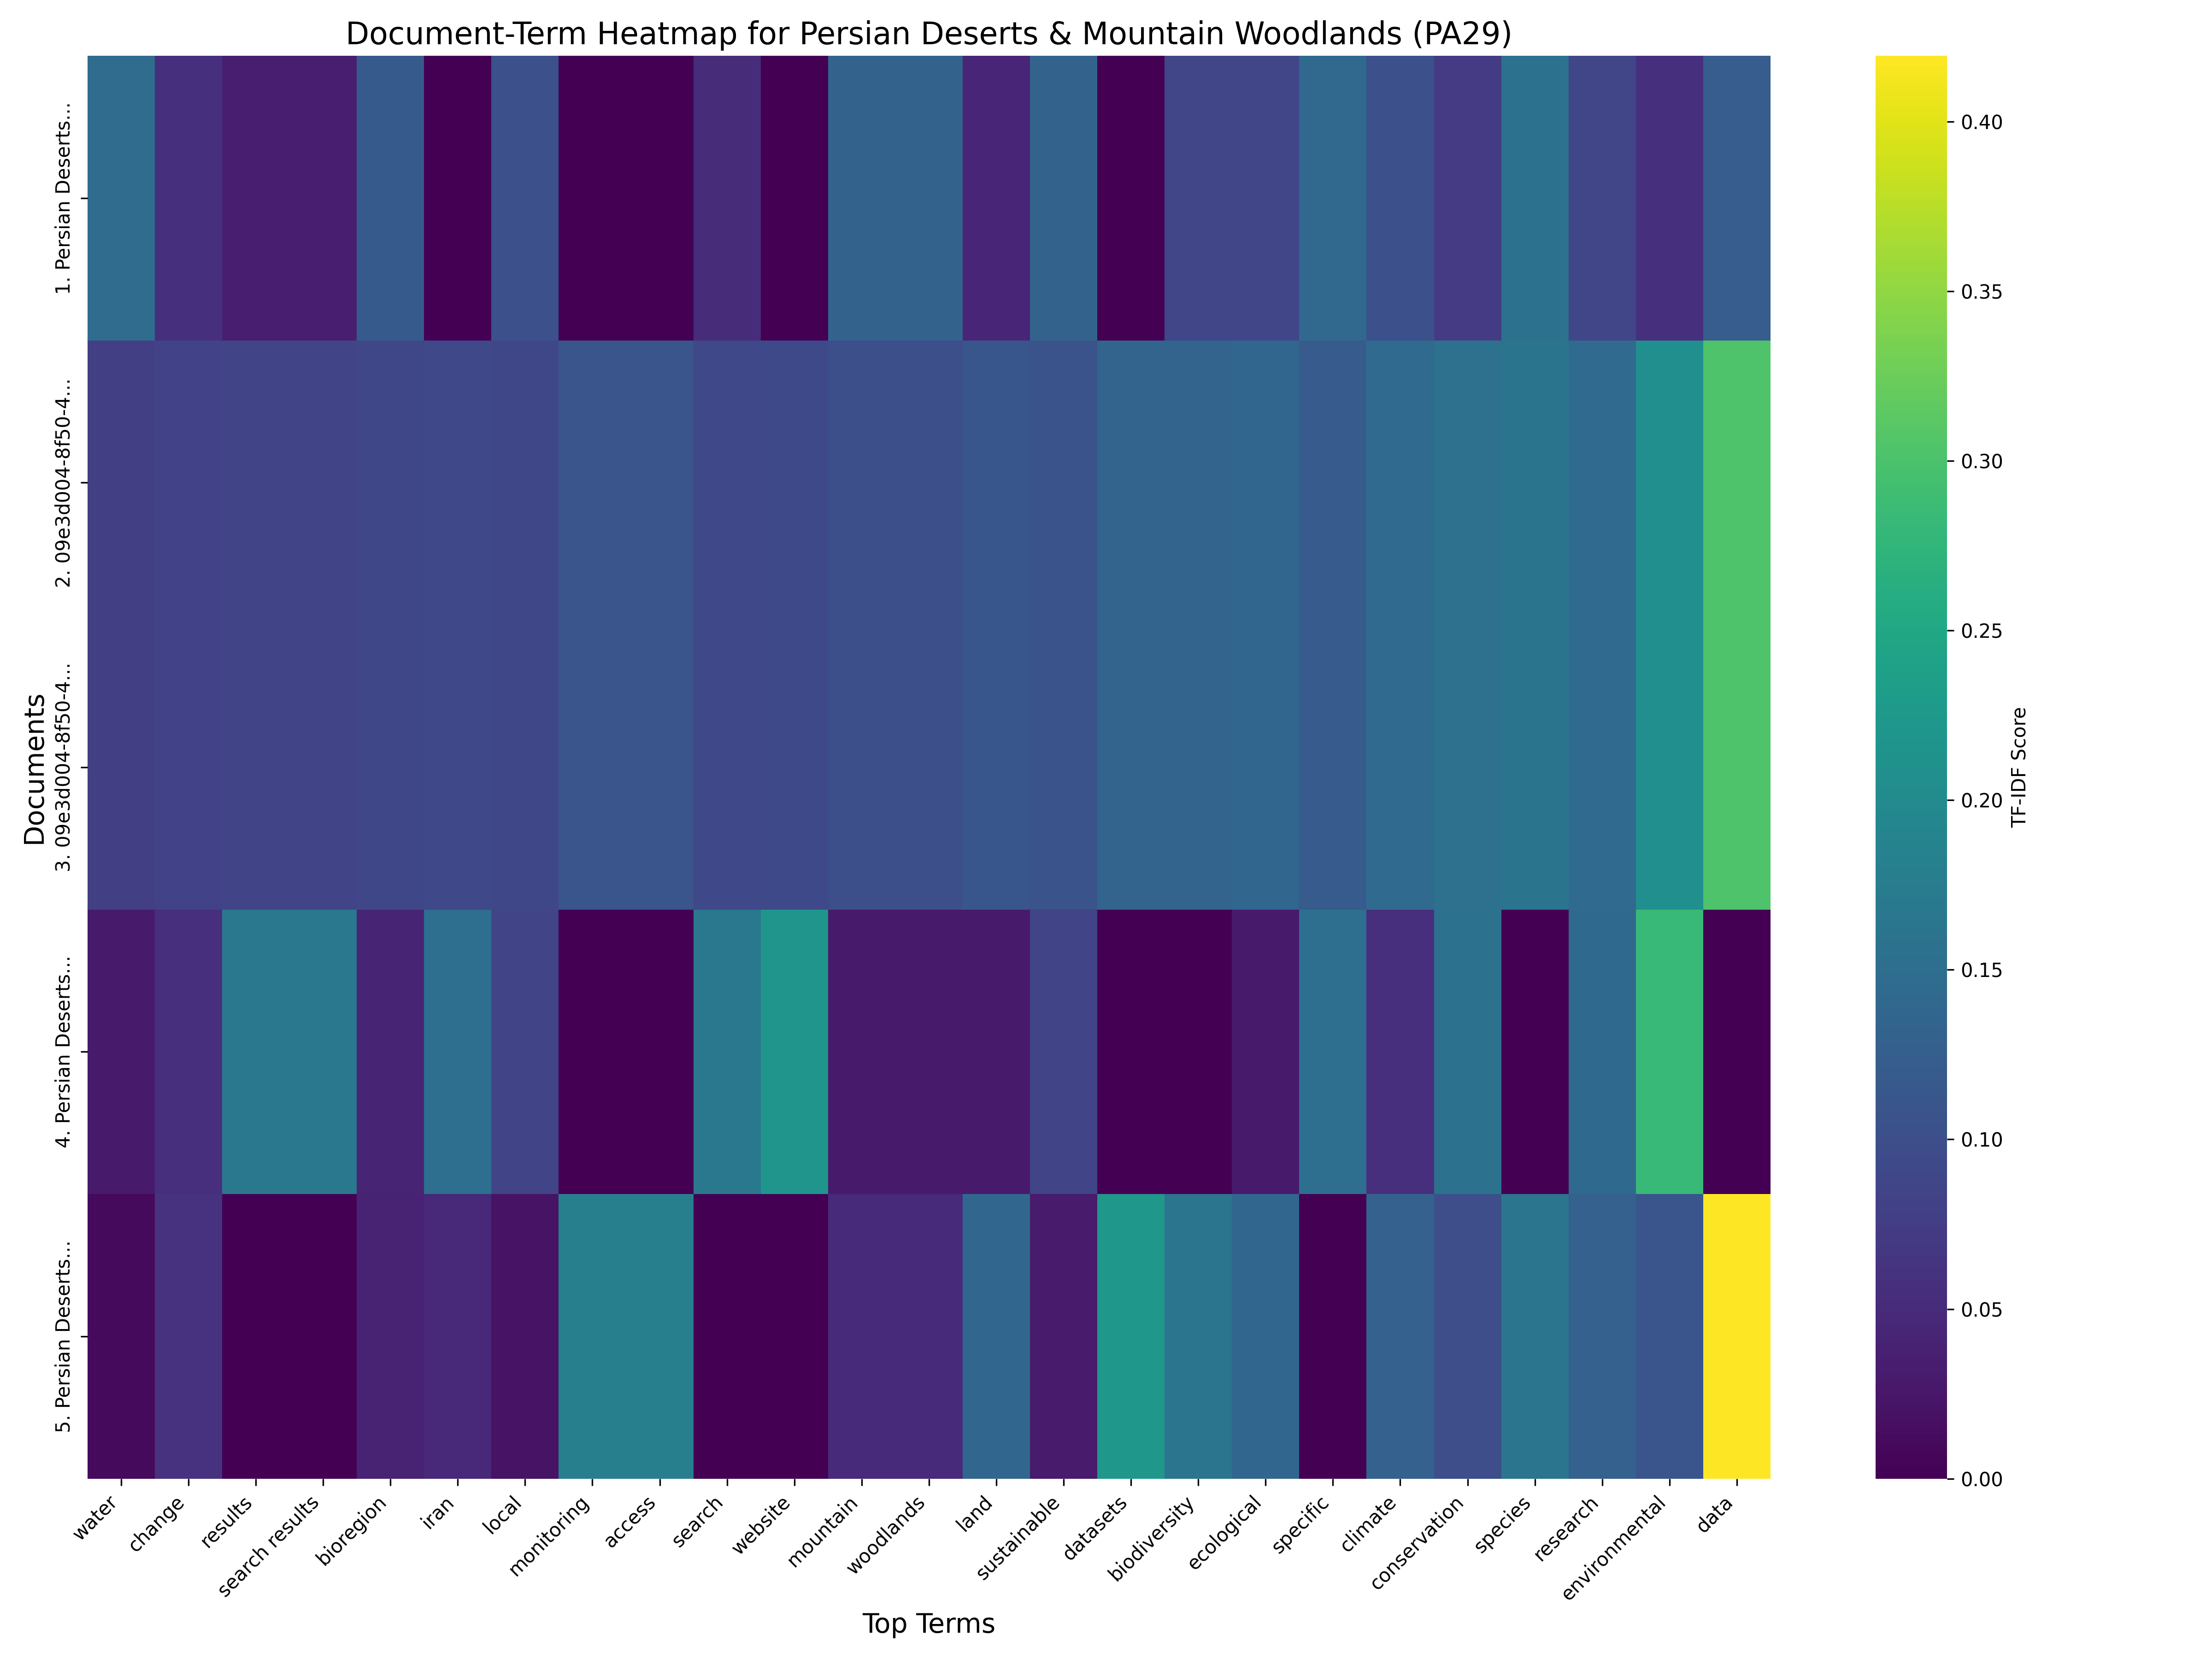 Document-Term Heatmap for Persian Deserts & Mountain Woodlands (PA29)
Documents
1. Persian Deserts...
2. 09e3d004-8f50-4...
3. 09e3d004-8f50-4...
4. Persian Deserts...
5. Persian Deserts...
water
change
results
search results
bioregion
iran
local
monitoring
access
search
website
mountain
woodlands
land
sustainable
datasets
biodiversity
ecological
specific
climate
conservation
species
research
environmental
data
Top Terms
0.40
0.35
0.30
0.25
0.20
0.15
0.10
0.05
0.00
TF-IDF Score